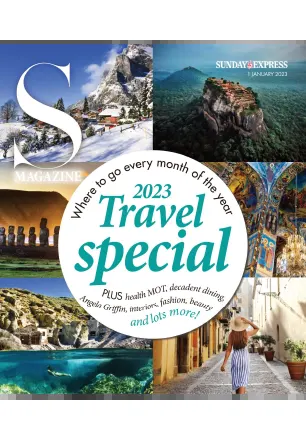 S
MAGAZINE
SUNDAY EXPRESS
1 JANUARY 2023
Where to go every month of the year
2023
Travel
special
PLUS health MOT, decadent dining,
Angela Griffin, interiors, fashion, beauty
and lots more!